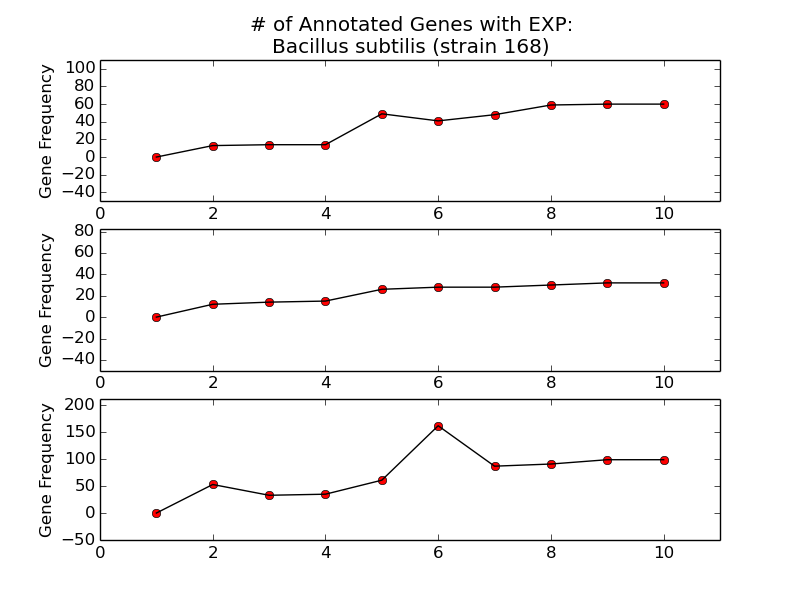 # of Annotated Genes with EXP:
Bacillus subtilis (strain 168)
Gene Frequency
100
80
60
40
20
0
−20
−40
0 2 4 6 8 10
Gene Frequency
80
60
40
20
0
−20
−40
0 2 4 6 8 10
Gene Frequency
200
150
100
50
0
−50
0 2 4 6 8 10